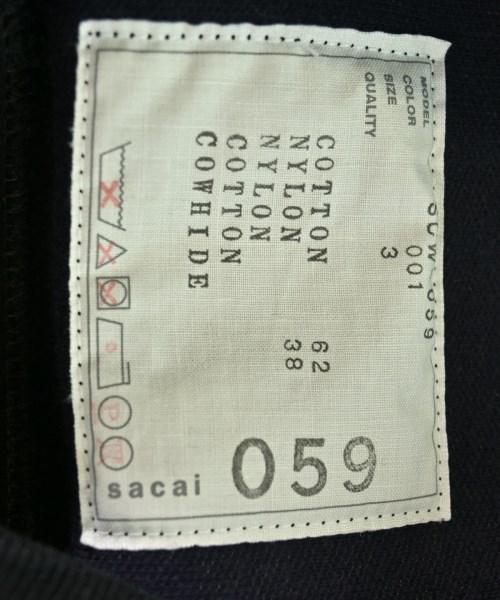 MODEL
COLOR 001
SIZE 3
QUALITY
COTTON 62
NYLON 38
NYLON
COTTON
COWHIDE
059
sacai